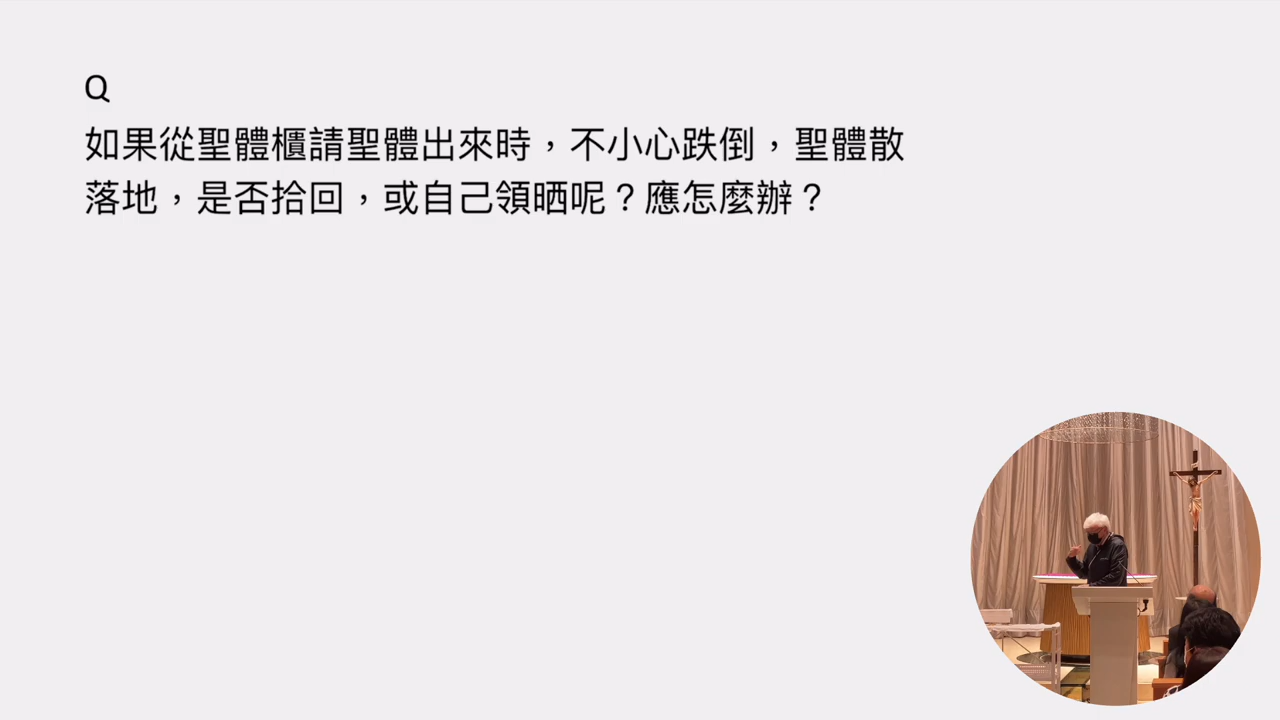 Q
如果從聖體櫃請聖體出來時，不小心跌倒，聖體散
落地，是否拾回，或自己領晒呢？應怎麼辦？